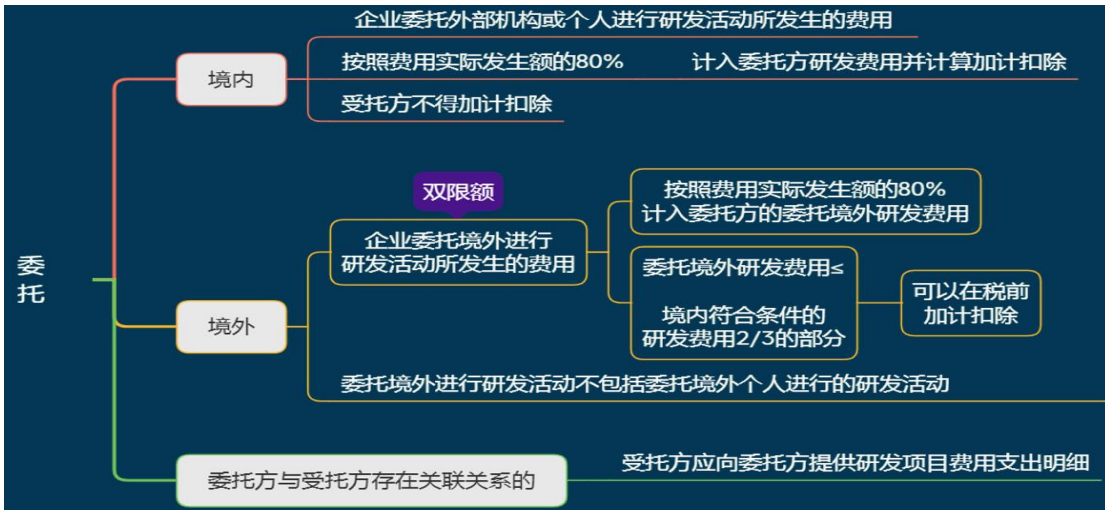 委
托
境内
企业委托外部机构或个人进行研发活动所发生的费用
按照费用实际发生额的80%
计入委托方研发费用并计算加计扣除
受托方不得加计扣除
境外
双限额
企业委托境外进行
研发活动所发生的费用
按照费用实际发生额的80%
计入委托方的委托境外研发费用
委托境外研发费用≤
境内符合条件的
研发费用2/3的部分
可以在税前
加计扣除
委托境外进行研发活动不包括委托境外个人进行的研发活动
委托方与受托方存在关联关系的
受托方应向委托方提供研发项目费用支出明细